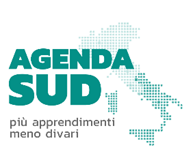 AGENDA
SUD
più apprendimenti
meno divari